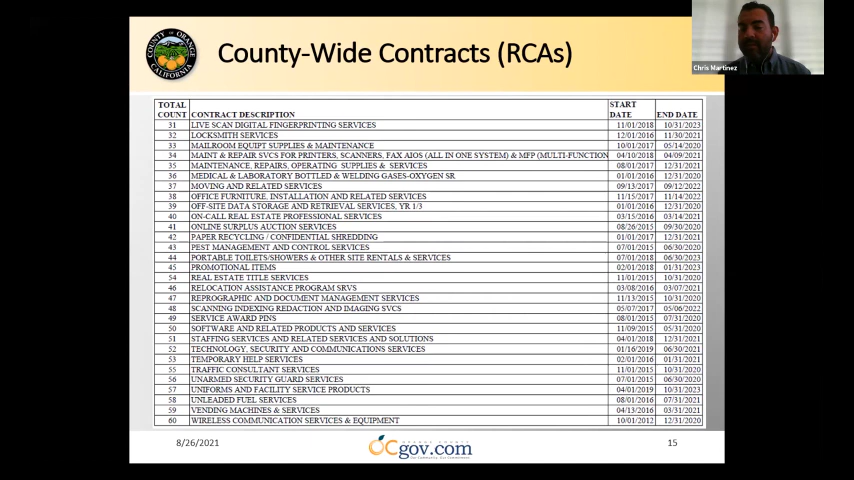 COUNTY OF ORANGE
CALIFORNIA
County-Wide Contracts (RCAs)
Chris Martinez
TOTAL COUNT CONTRACT DESCRIPTION START DATE END DATE
31 LIVE SCAN DIGITAL FINGERPRINTING SERVICES 11/01/2018 10/31/2023
32 LOCKSMITH SERVICES 12/01/2016 11/30/2021
33 MAILROOM EQUIPT SUPPLIES & MAINTENANCE 10/01/2017 05/14/2020
34 MAINT & REPAIR SVCS FOR PRINTERS, SCANNERS, FAX AIOS (ALL IN ONE SYSTEM) & MFP (MULTI-FUNCTION 04/10/2018 04/09/2021
35 MAINTENANCE, REPAIRS, OPERATING SUPPLIES & SERVICES 08/01/2017 12/31/2021
36 MEDICAL & LABORATORY BOTTLED & WELDING GASES-OXYGEN SR 01/01/2016 12/31/2020
37 MOVING AND RELATED SERVICES 09/13/2017 09/12/2022
38 OFFICE FURNITURE, INSTALLATION AND RELATED SERVICES 11/15/2017 11/14/2022
39 OFF-SITE DATA STORAGE AND RETRIEVAL SERVICES, YR 1/3 01/01/2016 12/31/2020
40 ON-CALL REAL ESTATE PROFESSIONAL SERVICES 03/15/2016 03/14/2021
41 ONLINE SURPLUS AUCTION SERVICES 08/26/2015 09/30/2020
42 PAPER RECYCLING / CONFIDENTIAL SHREDDING 01/01/2017 12/31/2021
43 PEST MANAGEMENT AND CONTROL SERVICES 07/01/2015 06/30/2020
44 PORTABLE TOILETS/SHOWERS & OTHER SITE RENTALS & SERVICES 07/01/2018 06/30/2023
45 PROMOTIONAL ITEMS 02/01/2018 01/31/2023
54 REAL ESTATE TITLE SERVICES 11/01/2015 10/31/2020
46 RELOCATION ASSISTANCE PROGRAM SRVS 03/08/2016 03/07/2021
47 REPROGRAPHIC AND DOCUMENT MANAGEMENT SERVICES 11/13/2015 10/31/2020
48 SCANNING INDEXING REDACTION AND IMAGING SVCS 05/07/2017 05/06/2022
49 SERVICE AWARD PINS 08/01/2015 07/31/2020
50 SOFTWARE AND RELATED PRODUCTS AND SERVICES 11/09/2015 05/31/2020
51 STAFFING SERVICES AND RELATED SERVICES AND SOLUTIONS 04/01/2018 12/31/2021
52 TECHNOLOGY, SECURITY AND COMMUNICATIONS SERVICES 01/16/2019 06/30/2021
53 TEMPORARY HELP SERVICES 02/01/2016 01/31/2021
55 TRAFFIC CONSULTANT SERVICES 11/01/2015 10/31/2020
56 UNARMED SECURITY GUARD SERVICES 07/01/2015 06/30/2020
57 UNIFORMS AND FACILITY SERVICE PRODUCTS 04/01/2019 10/31/2023
58 UNLEADED FUEL SERVICES 08/01/2016 07/31/2021
59 VENDING MACHINES & SERVICES 04/13/2016 03/31/2021
60 WIRELESS COMMUNICATION SERVICES & EQUIPMENT 10/01/2012 12/31/2020
8/26/2021
ORANGE COUNTY
OCgov.com
Our Community. Our Commitment.
15